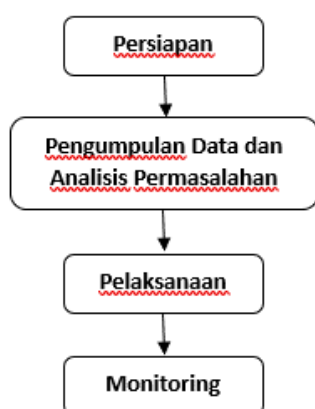 Persiapan
Pengumpulan Data dan
Analisis Permasalahan
Pelaksanaan
Monitoring